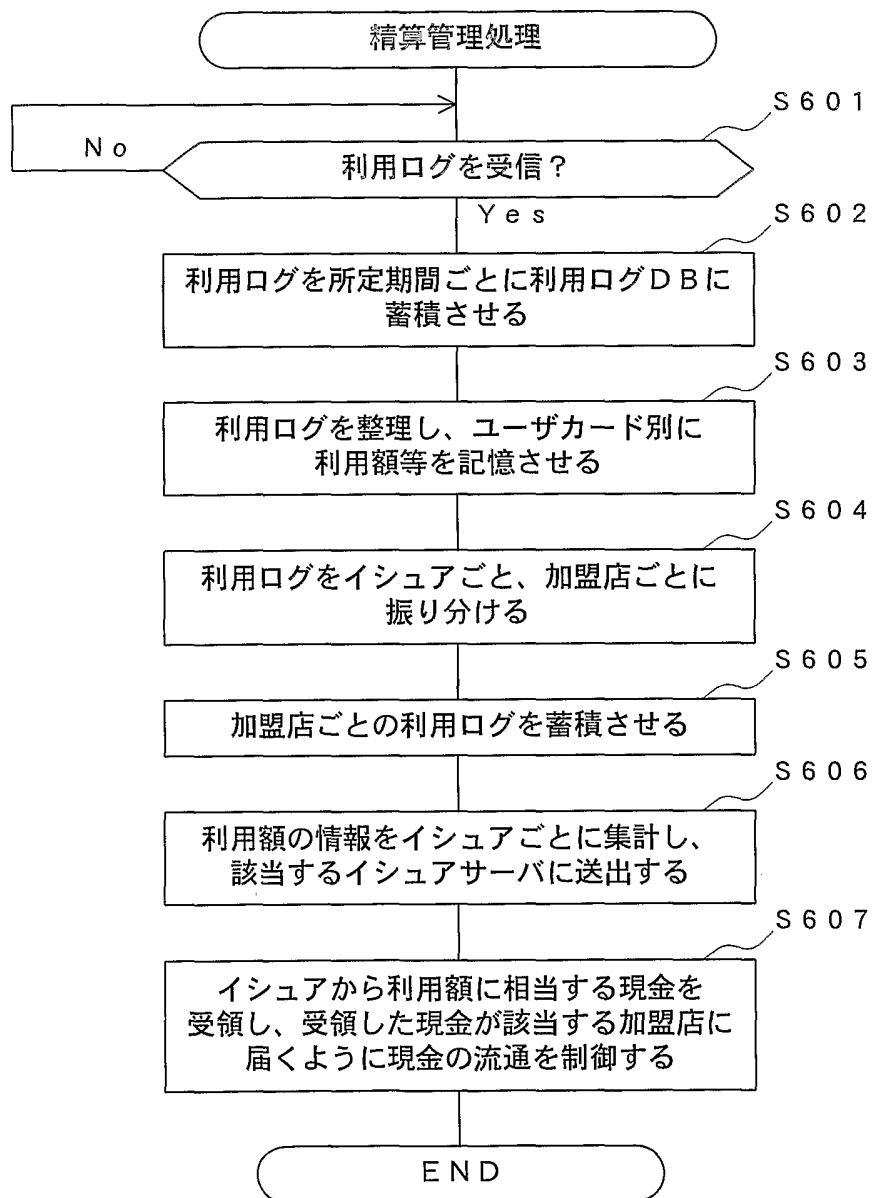 精算管理処理
S601
No
利用ログを受信?
Yes
S602
利用ログを所定期間ごとに利用ログDBに
蓄積させる
S603
利用ログを整理し、ユーザカード別に
利用額等を記憶させる
S604
利用ログをイシュアごと、加盟店ごとに
振り分ける
S605
加盟店ごとの利用ログを蓄積させる
S606
利用額の情報をイシュアごとに集計し、
該当するイシュアサーバに送出する
S607
イシュアから利用額に相当する現金を
受領し、受領した現金が該当する加盟店に
届くように現金の流通を制御する
END